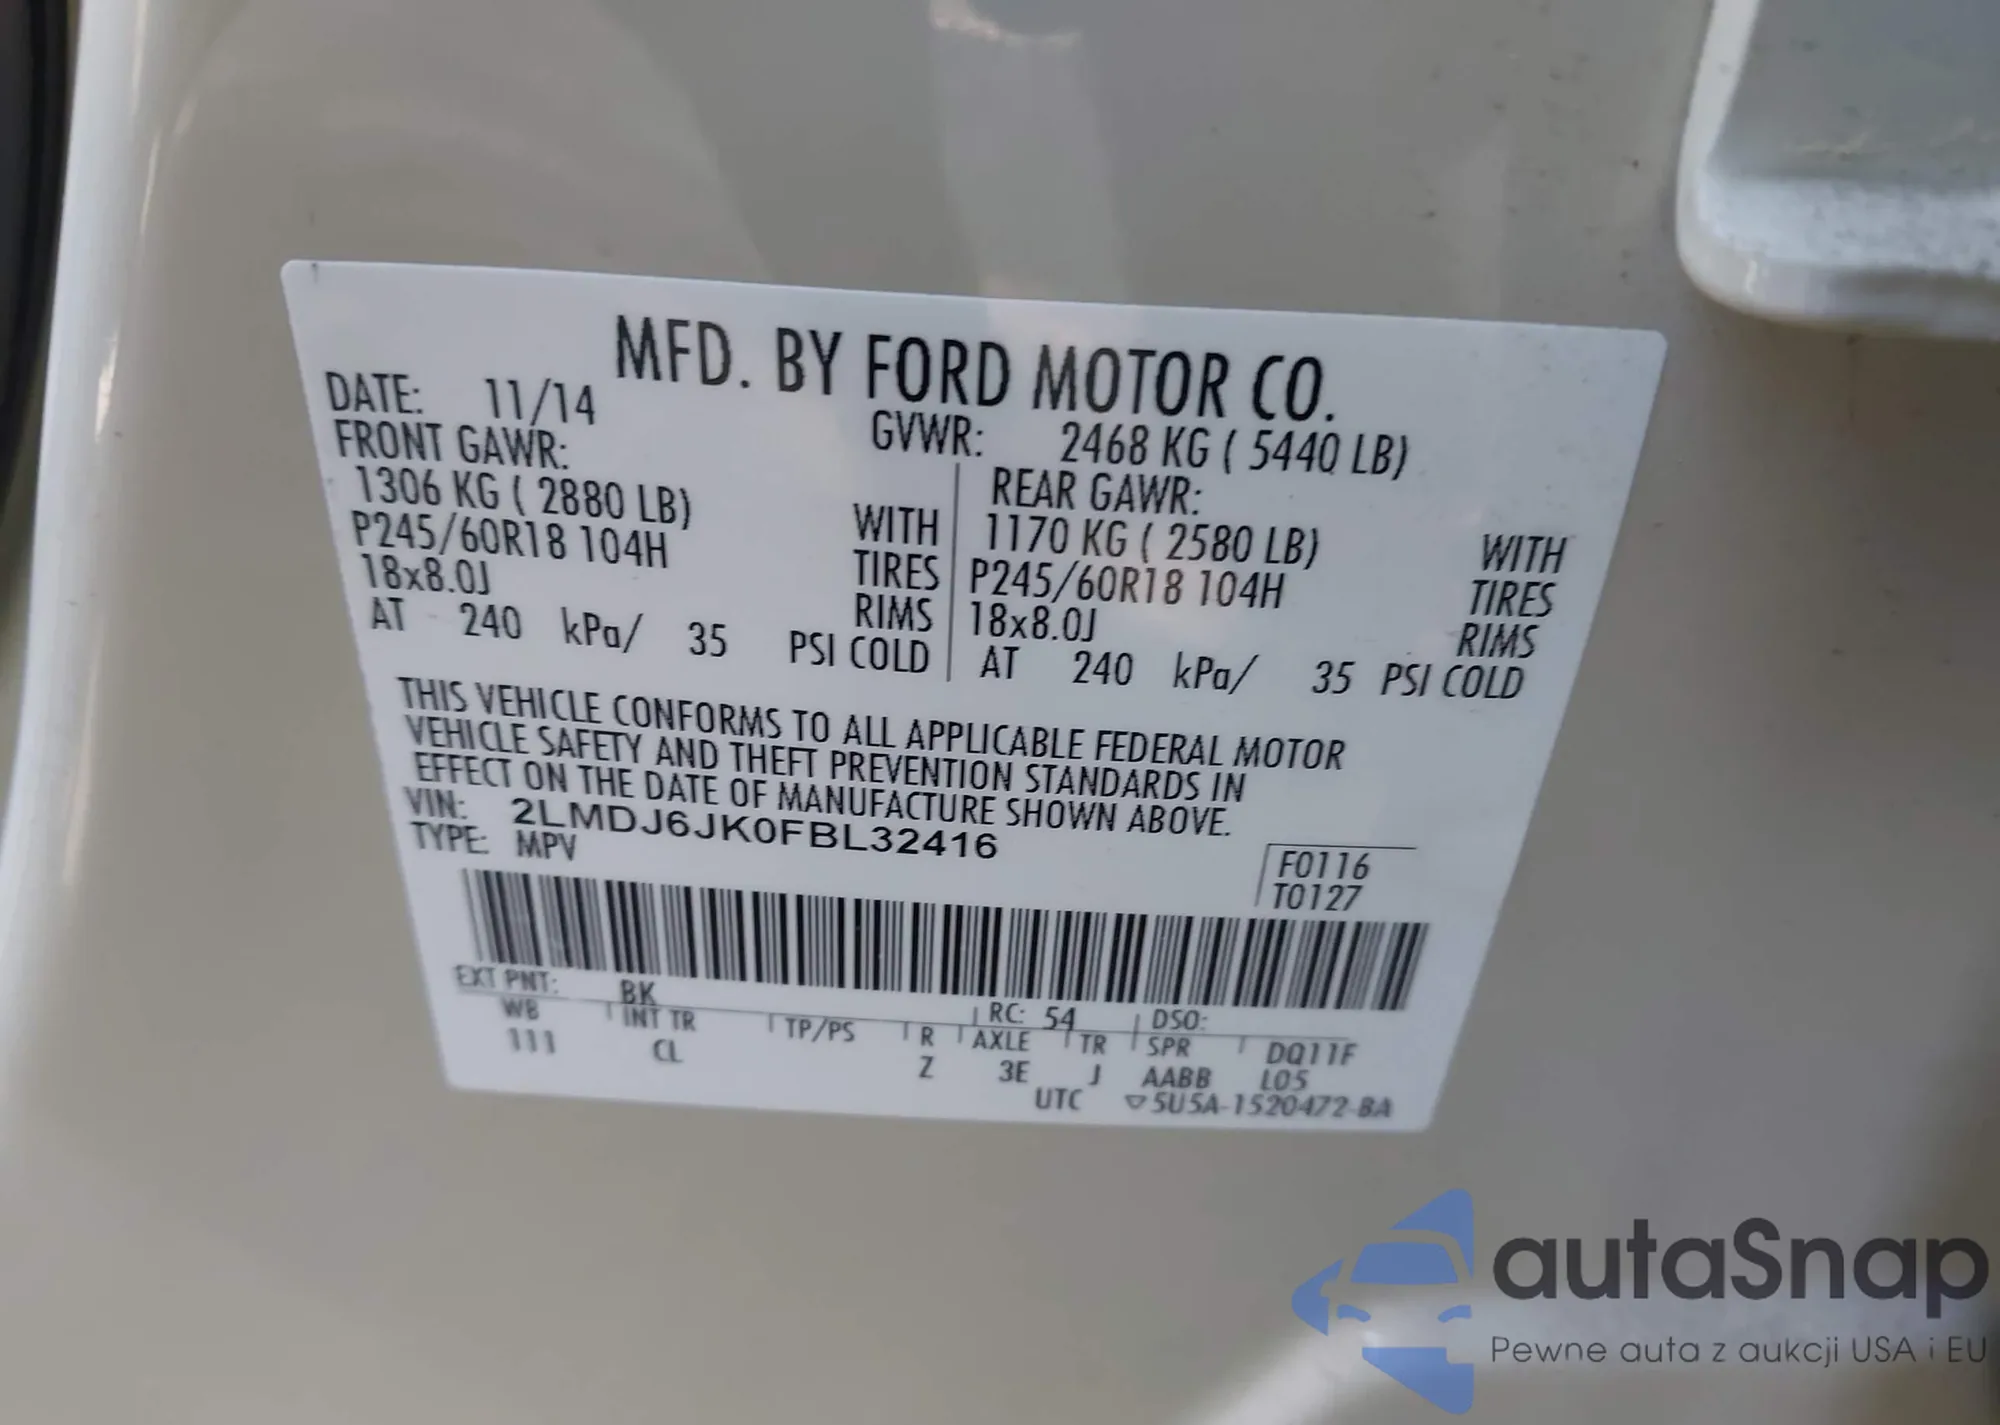 MFD. BY FORD MOTOR CO.
DATE: 11/14
GVWR: 2468 KG ( 5440 LB)
FRONT GAWR:
1306 KG ( 2880 LB) WITH
P245/60R18 104H TIRES
18x8.0J RIMS
AT 240 kPa/ 35 PSI COLD
REAR GAWR:
1170 KG ( 2580 LB) WITH
P245/60R18 104H TIRES
18x8.0J RIMS
AT 240 kPa/ 35 PSI COLD
THIS VEHICLE CONFORMS TO ALL APPLICABLE FEDERAL MOTOR
VEHICLE SAFETY AND THEFT PREVENTION STANDARDS IN
EFFECT ON THE DATE OF MANUFACTURE SHOWN ABOVE.
VIN: 2LMDJ6JK0FBL32416
TYPE: MPV
F0116
T0127
EXT PNT: BK RC: 54 DSO:
WB INT TR TP/PS R AXLE TR SPR DQ11F
111 CL Z 3E J AABB L05
UTC ▽5U5A-1520472-BA
autaSnap
Pewne auta z aukcji USA i EU